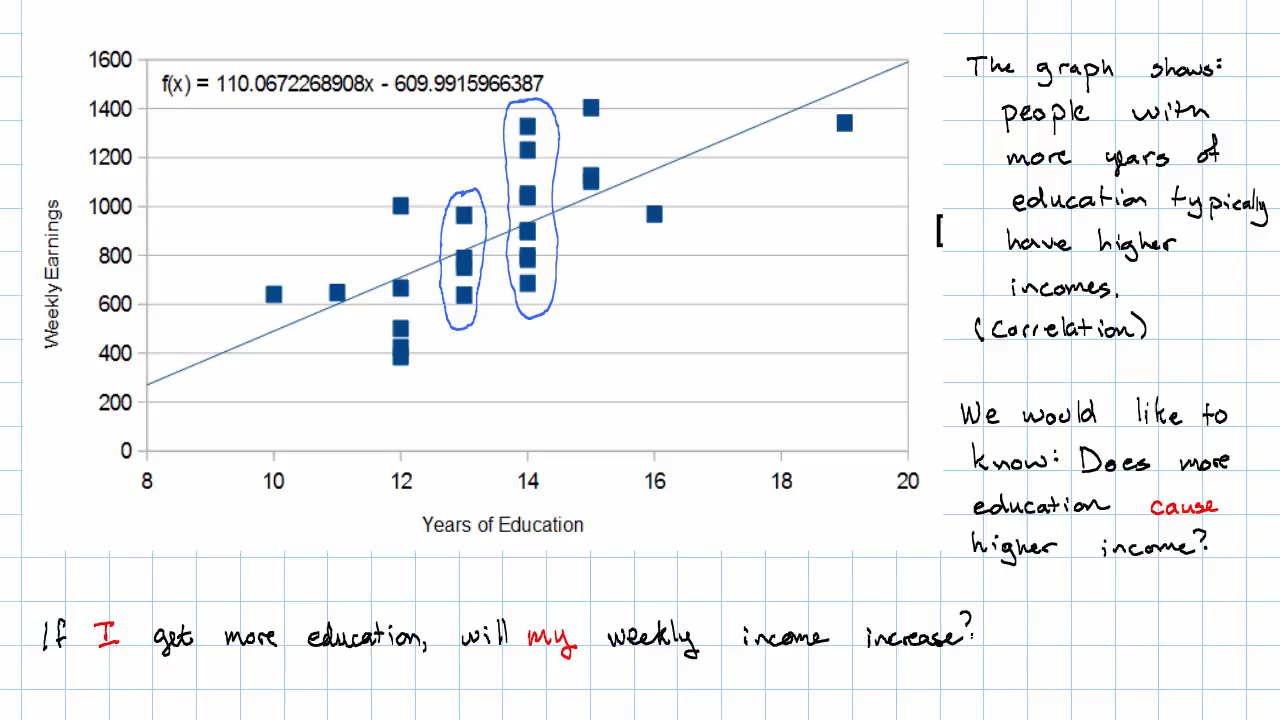 f(x) = 110.0672268908x - 609.9915966387
1600
1400
1200
1000
800
600
400
200
0
Weekly Earnings
8
10
12
14
16
18
20
Years of Education
The graph shows:
people with
more years of
education typically
have higher
incomes.
(Correlation)
We would like to
know: Does more
education cause
higher income?
If I get more education, will my weekly income increase?